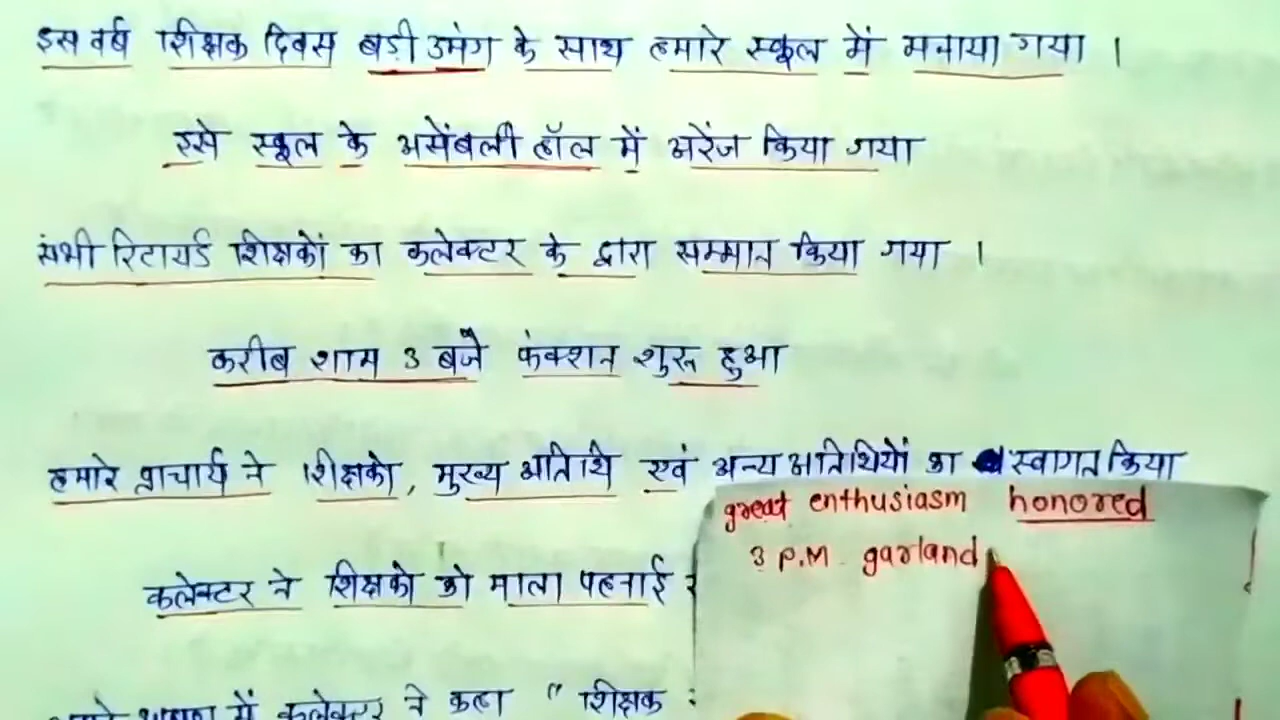 इस वर्ष शिक्षक दिवस बड़ी उमंग के साथ हमारे स्कूल में मनाया गया ।
इसे स्कूल के असेंबली हॉल में अरेंज किया गया
सभी रिटायर्ड शिक्षकों का कलेक्टर के द्वारा सम्मान किया गया ।
करीब शाम 3 बजे फंक्शन शुरू हुआ
हमारे प्राचार्य ने शिक्षको, मुख्य अतिथि एवं अन्य अतिथियों का स्वागत किया
great enthusiasm honored
3 P.M. garland
कलेक्टर ने शिक्षको को माला पहनाई
भाषण में कलेक्टर ने कहा " शिक्षक